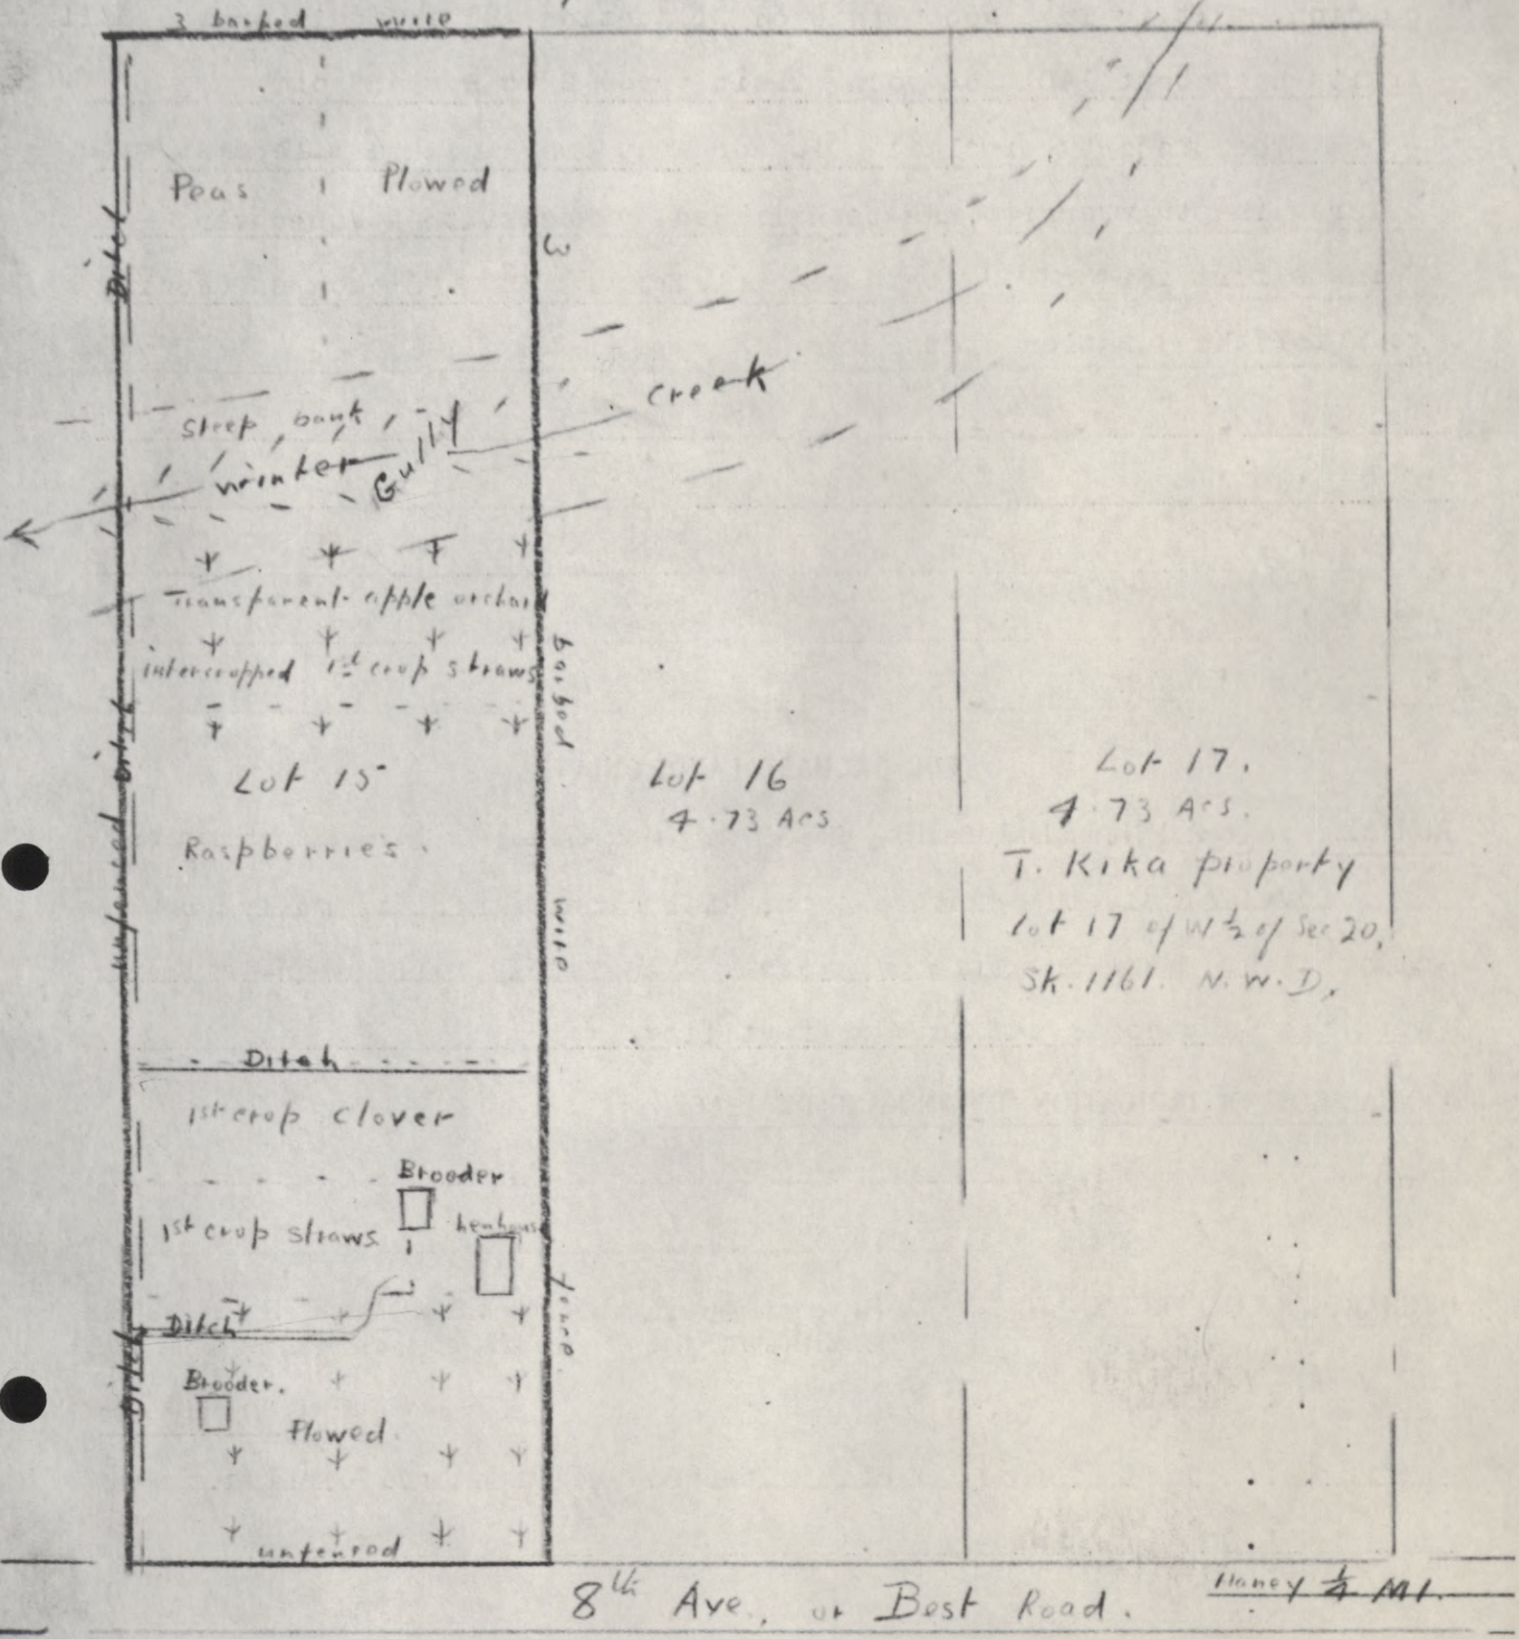 3 barbed wire
Peas
Plowed
Ditch
3
Creek
Steep bank
winter
Gully
Transparent apple orchard
intercropped 1st crop straws
barbed
unfenced Ditch
Lot 15
Raspberries.
Lot 16
4.73 Acs
Lot 17.
4.73 Acs.
T. Kika property
lot 17 of W ½ of Sec 20,
Sk. 1161. N.W.D.
wire
Ditch
1st crop Clover
Brooder
1st crop straws
henhouse
fence
Ditch
Ditch
Brooder.
Plowed
unfenced
8th Ave., or Best Road.
Haney ¼ MI.